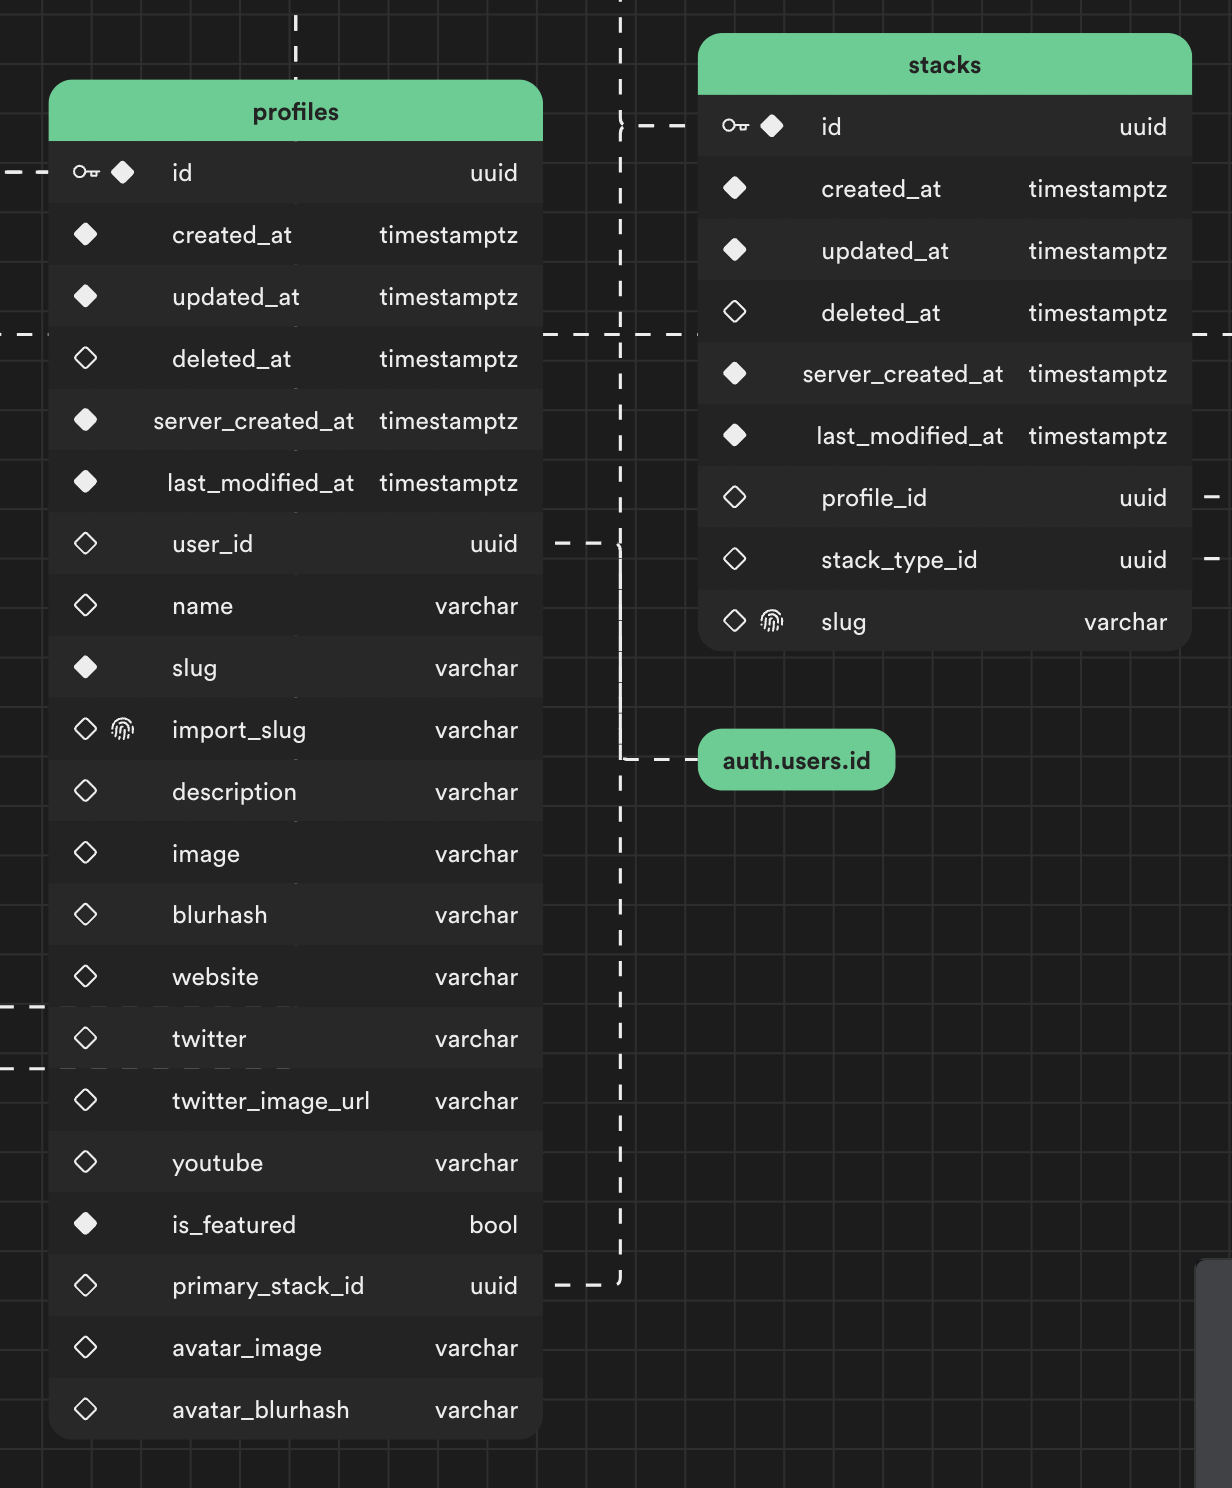 profiles
id uuid
created_at timestamptz
updated_at timestamptz
deleted_at timestamptz
server_created_at timestamptz
last_modified_at timestamptz
user_id uuid
name varchar
slug varchar
import_slug varchar
description varchar
image varchar
blurhash varchar
website varchar
twitter varchar
twitter_image_url varchar
youtube varchar
is_featured bool
primary_stack_id uuid
avatar_image varchar
avatar_blurhash varchar
stacks
id uuid
created_at timestamptz
updated_at timestamptz
deleted_at timestamptz
server_created_at timestamptz
last_modified_at timestamptz
profile_id uuid
stack_type_id uuid
slug varchar
auth.users.id